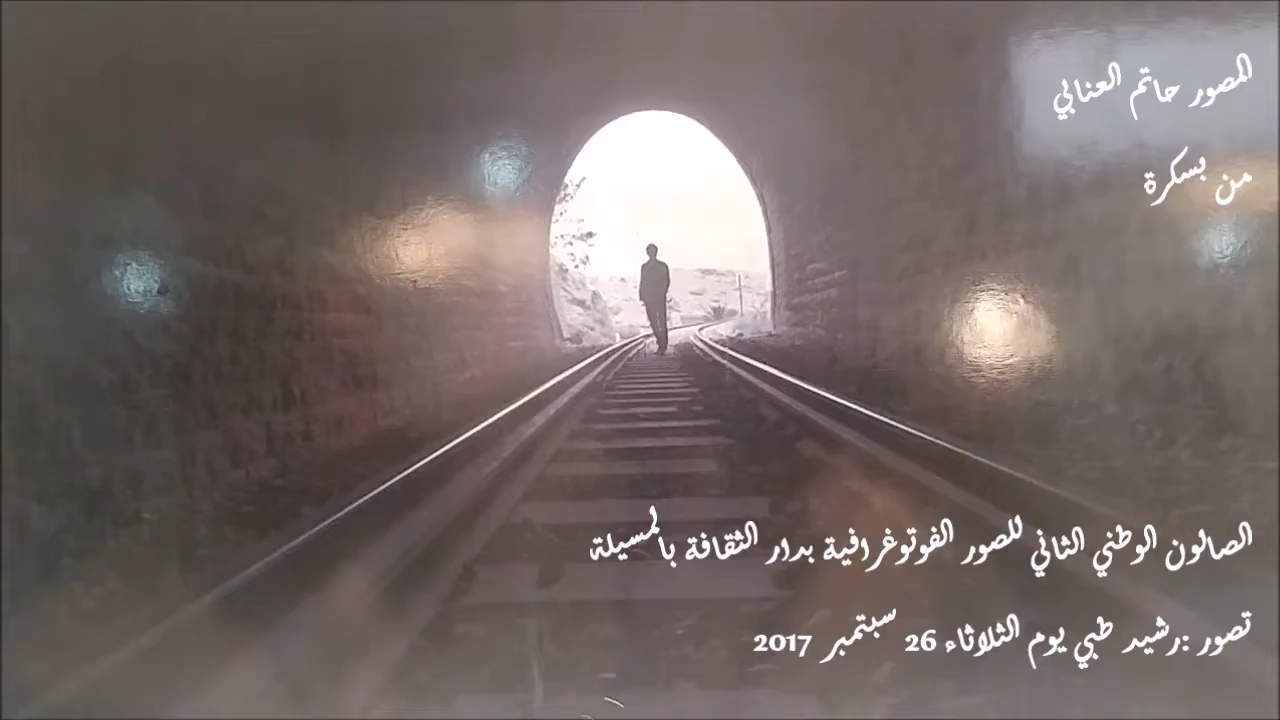 المصور حاتم العنابي
من بسكرة
الصالون الوطني الثاني للصور الفوتوغرافية بدار الثقافة بالمسيلة
تصور :رشيد طبي يوم الثلاثاء 26 سبتمبر 2017